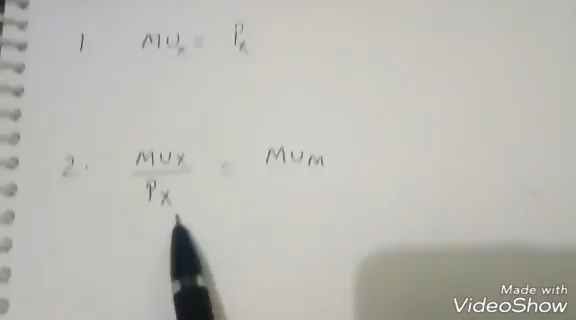 1 MUx = Px
2. MUX = MUM
PX
Made with
VideoShow